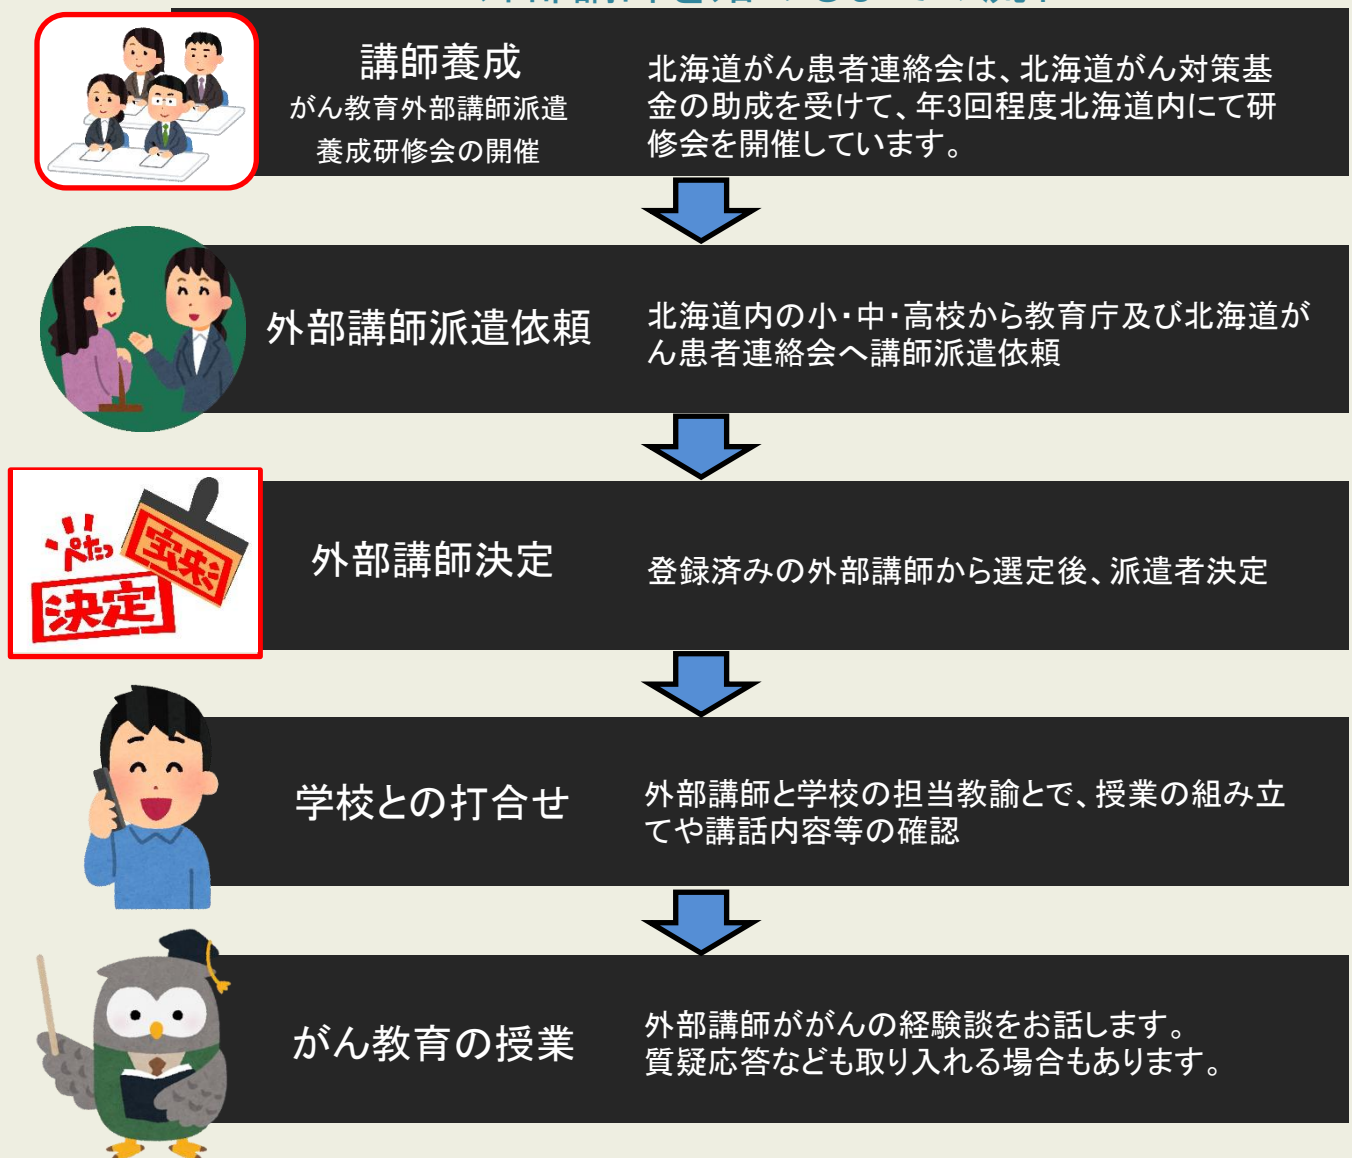 講師養成
がん教育外部講師派遣
養成研修会の開催
北海道がん患者連絡会は、北海道がん対策基
金の助成を受けて、年3回程度北海道内にて研
修会を開催しています。
外部講師派遣依頼
北海道内の小・中・高校から教育庁及び北海道が
ん患者連絡会へ講師派遣依頼
ぺたっ
決定
外部講師決定
登録済みの外部講師から選定後、派遣者決定
学校との打合せ
外部講師と学校の担当教諭とで、授業の組み立
てや講話内容等の確認
がん教育の授業
外部講師ががんの経験談をお話します。
質疑応答なども取り入れる場合もあります。